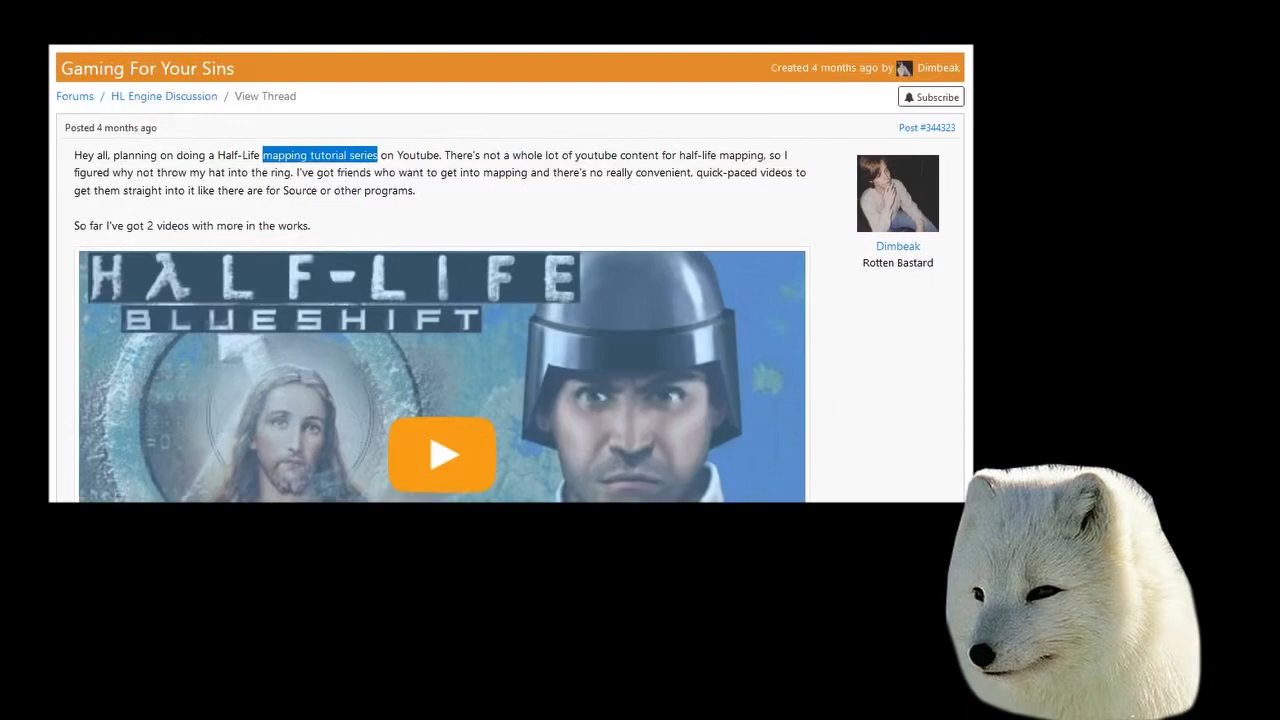 Gaming For Your Sins
Created 4 months ago by Dimbeak
Forums / HL Engine Discussion / View Thread
Subscribe
Posted 4 months ago
Post #344323
Hey all, planning on doing a Half-Life mapping tutorial series on Youtube. There's not a whole lot of youtube content for half-life mapping, so I
figured why not throw my hat into the ring. I've got friends who want to get into mapping and there's no really convenient, quick-paced videos to
get them straight into it like there are for Source or other programs.
So far I've got 2 videos with more in the works.
Dimbeak
Rotten Bastard
HλLF-LIFE
BLUESHIFT
=0